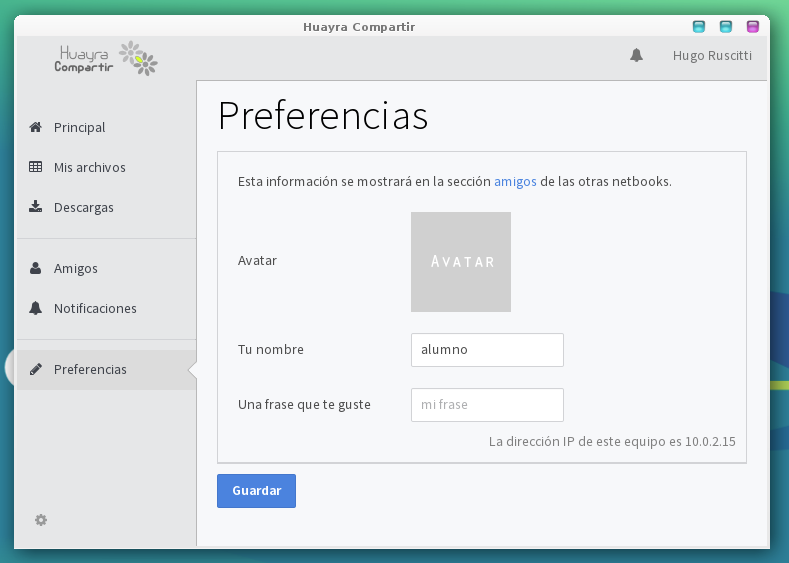 Huayra Compartir
Huayra
Compartir
Hugo Ruscitti
Principal
Mis archivos
Descargas
Amigos
Notificaciones
Preferencias
Preferencias
Esta información se mostrará en la sección amigos de las otras netbooks.
Avatar
AVATAR
Tu nombre
alumno
Una frase que te guste
mi frase
La dirección IP de este equipo es 10.0.2.15
Guardar